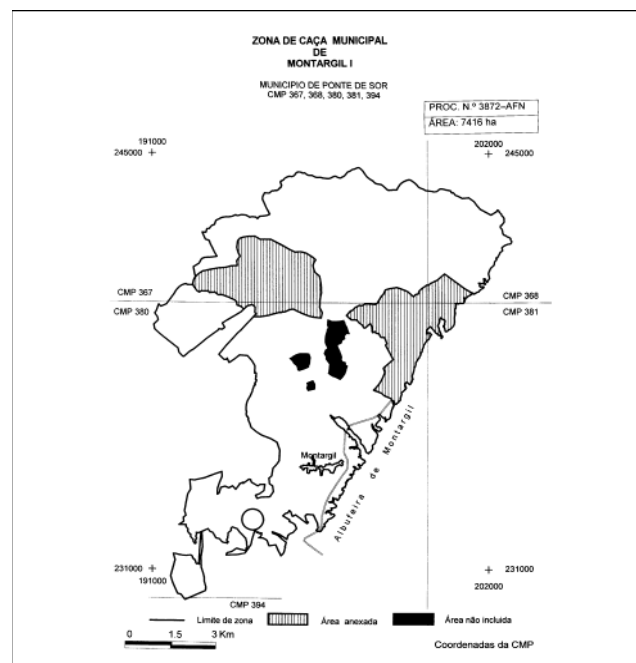 ZONA DE CAÇA MUNICIPAL
DE
MONTARGIL I
MUNICIPIO DE PONTE DE SOR
CMP 367, 368, 380, 381, 394
PROC. N.º 3872–AFN
ÁREA: 7416 ha
191000
245000
202000
245000
CMP 367
CMP 380
CMP 368
CMP 381
Montargil
Albufeira de Montargil
231000
191000
231000
202000
CMP 394
Limite de zona
Área anexada
Área não incluida
0 1.5 3 Km
Coordenadas da CMP